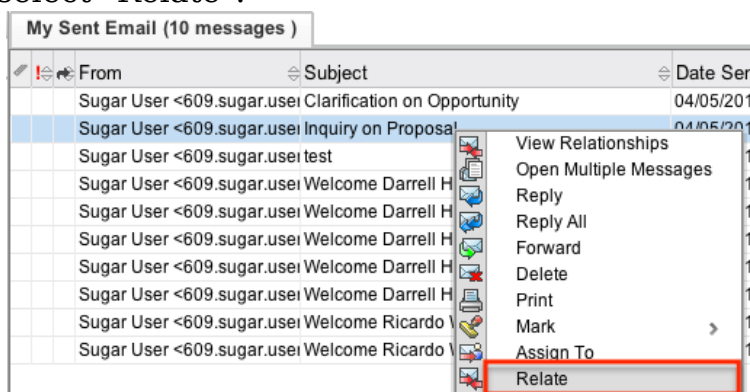 select "Relate".
My Sent Email (10 messages )
! From Subject Date Ser
Sugar User <609.sugar.user Clarification on Opportunity 04/05/201
Sugar User <609.sugar.user Inquiry on Proposal 04/05/201
Sugar User <609.sugar.user test
Sugar User <609.sugar.user Welcome Darrell H
Sugar User <609.sugar.user Welcome Darrell H
Sugar User <609.sugar.user Welcome Darrell H
Sugar User <609.sugar.user Welcome Darrell H
Sugar User <609.sugar.user Welcome Darrell H
Sugar User <609.sugar.user Welcome Ricardo
Sugar User <609.sugar.user Welcome Ricardo
View Relationships
Open Multiple Messages
Reply
Reply All
Forward
Delete
Print
Mark >
Assign To
Relate